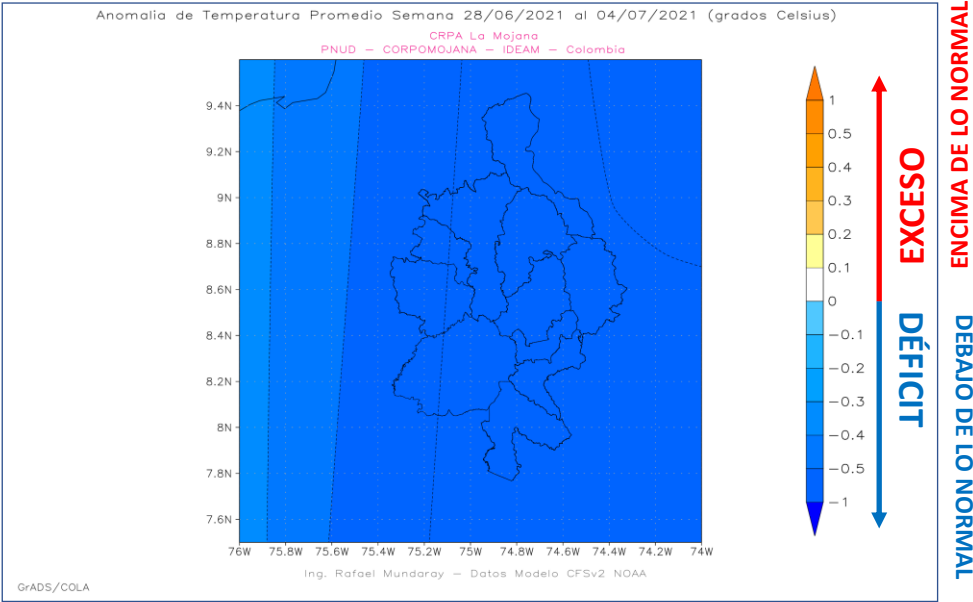 Anomalia de Temperatura Promedio Semana 28/06/2021 al 04/07/2021 (grados Celsius)
CRPA La Mojana
PNUD – CORPOMOJANA – IDEAM – Colombia
9.4N
9.2N
9N
8.8N
8.6N
8.4N
8.2N
8N
7.8N
7.6N
76W 75.8W 75.6W 75.4W 75.2W 75W 74.8W 74.6W 74.4W 74.2W 74W
1
0.5
0.4
0.3
0.2
0.1
0
−0.1
−0.2
−0.3
−0.4
−0.5
−1
EXCESO
DÉFICIT
ENCIMA DE LO NORMAL
DEBAJO DE LO NORMAL
Ing. Rafael Mundaray – Datos Modelo CFSv2 NOAA
GrADS/COLA